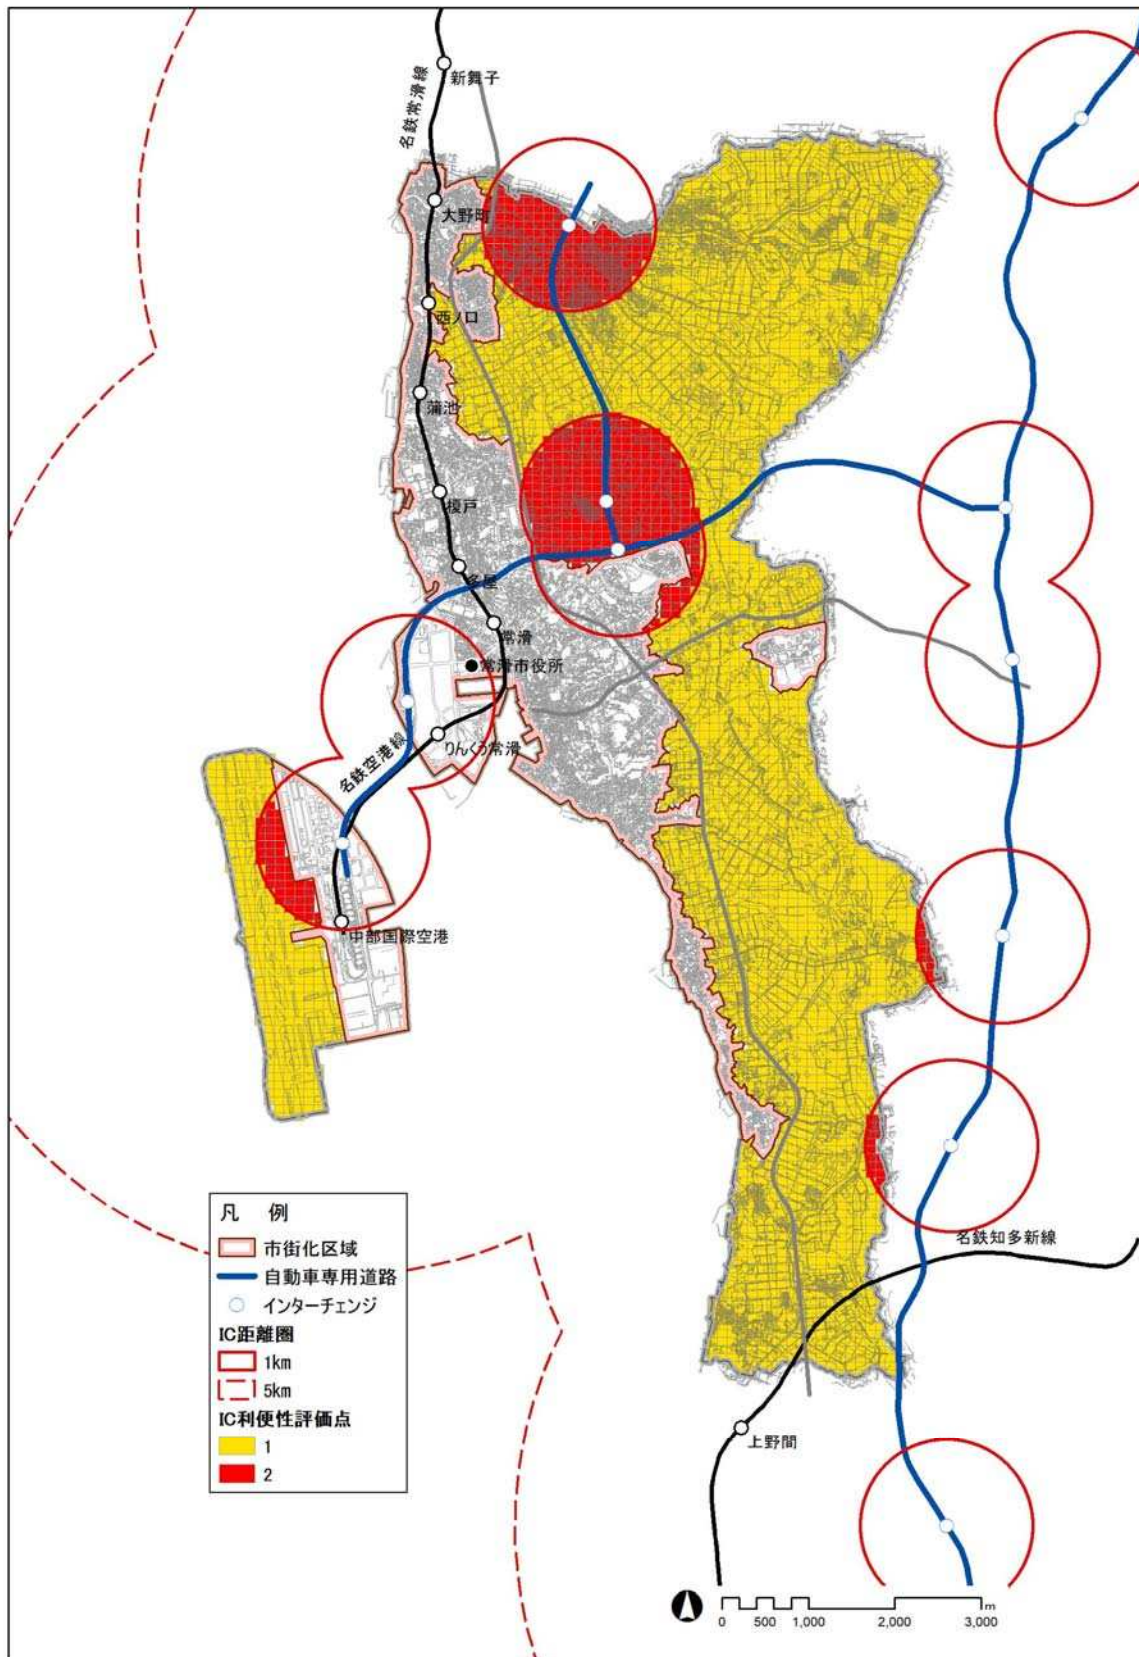 新舞子
名鉄常滑線
大野町
西ノ口
蒲池
榎戸
多屋
常滑
常滑市役所
りんくう常滑
名鉄空港線
中部国際空港
凡 例
市街化区域
自動車専用道路
インターチェンジ
IC距離圏
1km
5km
IC利便性評価点
1
2
名鉄知多新線
上野間
m
0 500 1,000 2,000 3,000